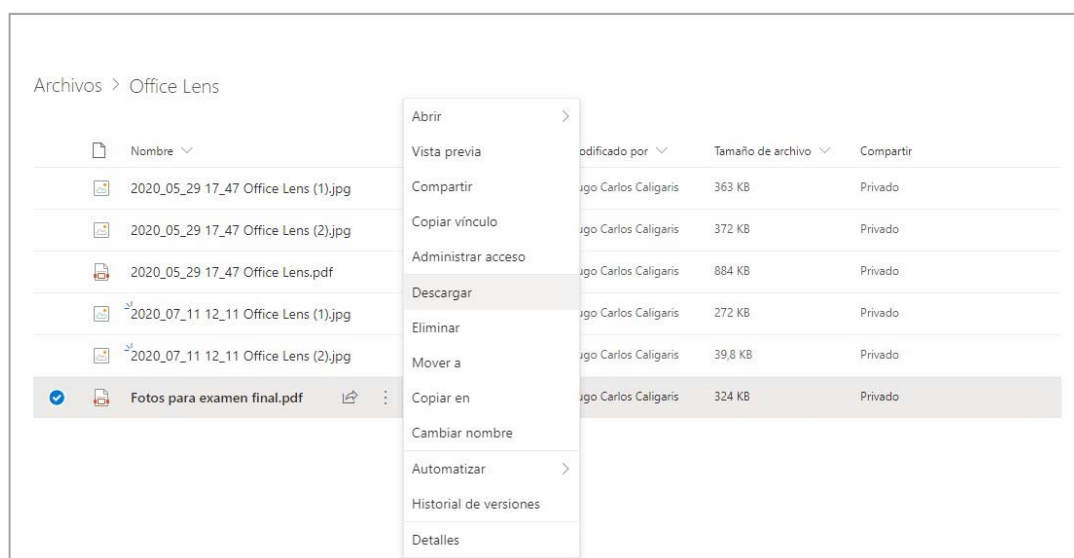 Archivos > Office Lens
Abrir
Nombre
Vista previa
odificado por
Tamaño de archivo
Compartir
2020_05_29 17_47 Office Lens (1).jpg
Compartir
ugo Carlos Caligaris
363 KB
Privado
2020_05_29 17_47 Office Lens (2).jpg
Copiar vínculo
ugo Carlos Caligaris
372 KB
Privado
Administrar acceso
2020_05_29 17_47 Office Lens.pdf
ugo Carlos Caligaris
884 KB
Privado
Descargar
2020_07_11 12_11 Office Lens (1).jpg
ugo Carlos Caligaris
272 KB
Privado
Eliminar
2020_07_11 12_11 Office Lens (2).jpg
Mover a
ugo Carlos Caligaris
39,8 KB
Privado
Fotos para examen final.pdf
Copiar en
ugo Carlos Caligaris
324 KB
Privado
Cambiar nombre
Automatizar
Historial de versiones
Detalles